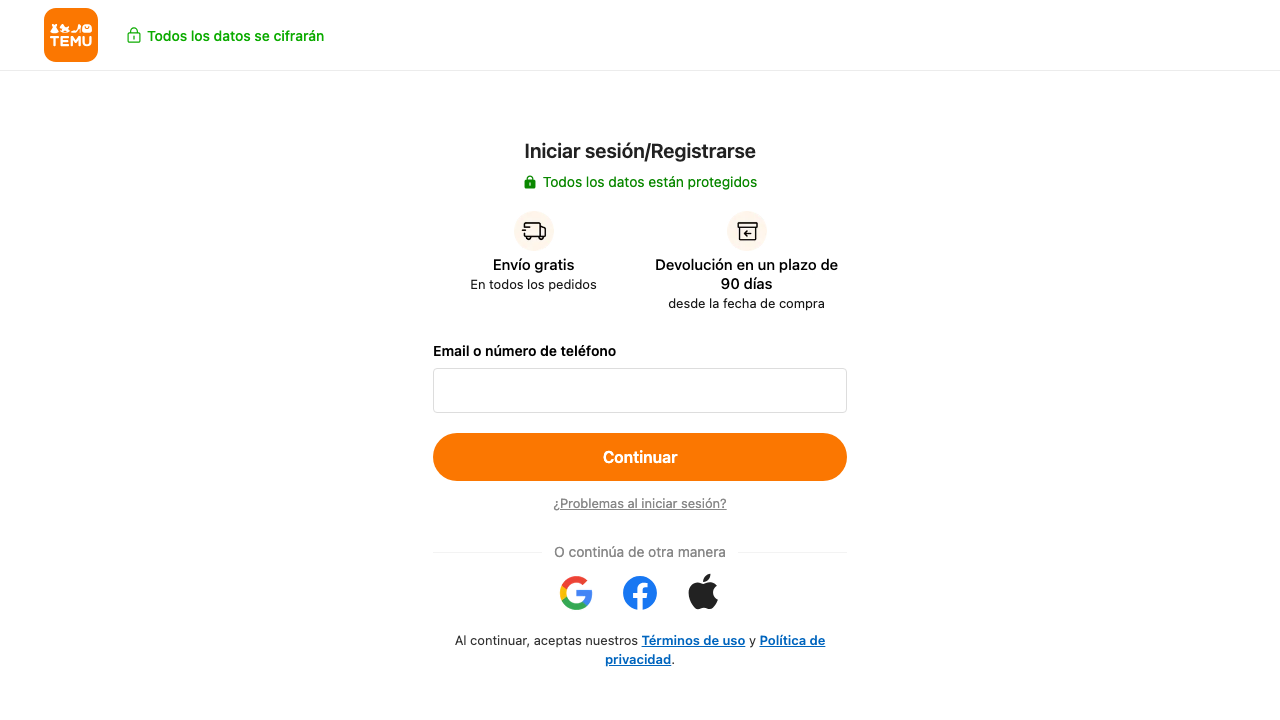 TEMU
Todos los datos se cifrarán
Iniciar sesión/Registrarse
Todos los datos están protegidos
Envío gratis
En todos los pedidos
Devolución en un plazo de
90 días
desde la fecha de compra
Email o número de teléfono
Continuar
¿Problemas al iniciar sesión?
O continúa de otra manera
Al continuar, aceptas nuestros Términos de uso y Política de
privacidad.